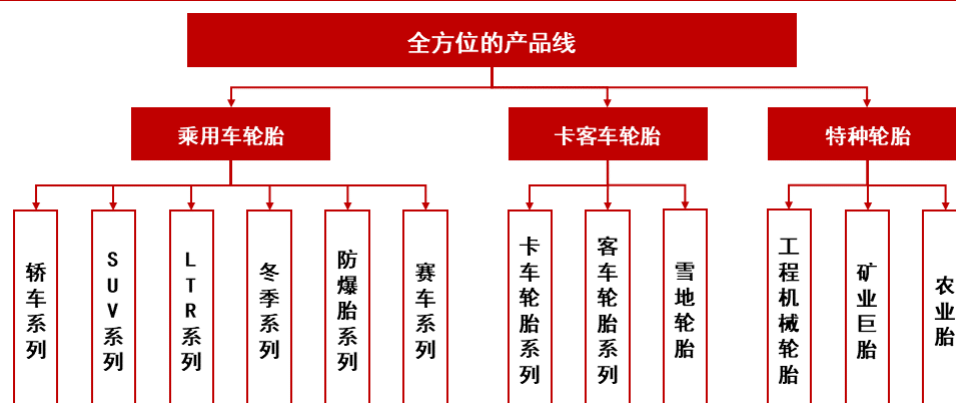 全方位的产品线
乘用车轮胎
卡客车轮胎
特种轮胎
轿车系列
SUV系列
LTR系列
冬季系列
防爆胎系列
赛车系列
卡车轮胎系列
客车轮胎系列
雪地轮胎
工程机械轮胎
矿业巨胎
农业胎